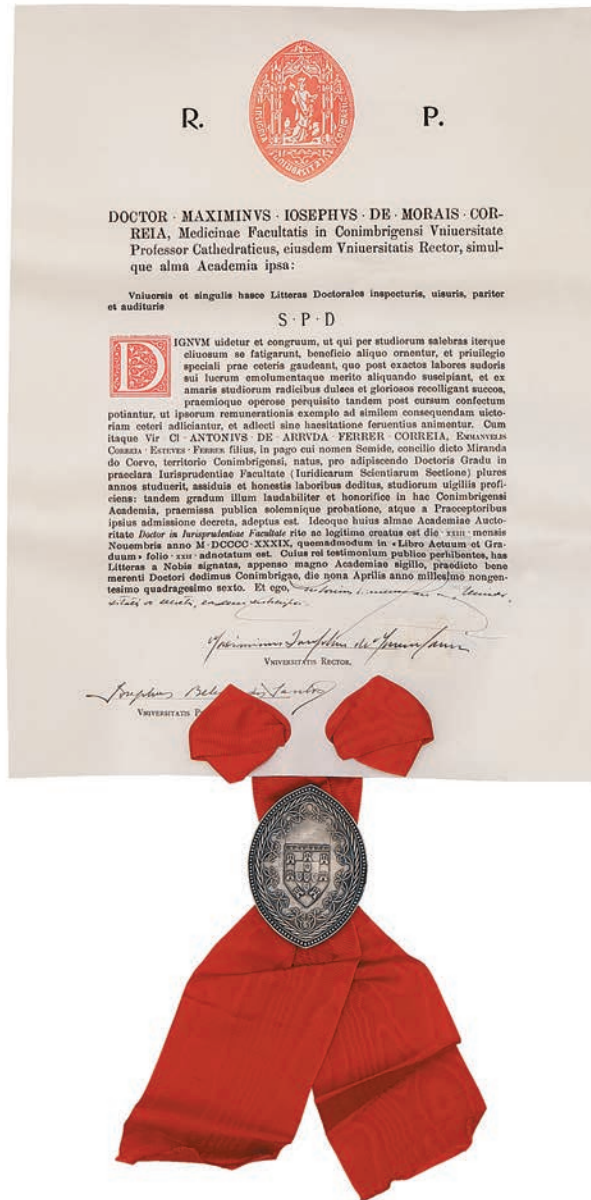 R. P.
INSIGNIA VNIVERSITATIS CONIMBRIGENSIS
DOCTOR · MAXIMINVS · IOSEPHVS · DE · MORAIS · COR-
REIA, Medicinae Facultatis in Conimbrigensi Vniuersitate
Professor Cathedraticus, eiusdem Vniuersitatis Rector, simul-
que alma Academia ipsa:
Vniuersis et singulis hasce Litteras Doctorales inspecturis, uisuris, pariter
et audituris
S · P · D
DIGNVM uidetur et congruum, ut qui per studiorum salebras iterque
cliuosum se fatigarunt, beneficio aliquo ornentur, et priuilegio
speciali prae ceteris gaudeant, quo post exactos labores sudoris
sui lucrum emolumentaque merito aliquando suscipiant, et ex
amaris studiorum radicibus dulces et gloriosos recolligant succos,
praemioque operose perquisito tandem post cursum confectum
potiantur, ut ipsorum remunerationis exemplo ad similem consequendam uicto-
riam ceteri adliciantur, et adlecti sine haesitatione feruentius animentur. Cum
itaque Vir · Cl · ANTONIVS · DE · ARRVDA · FERRER · CORREIA, EMMANVELIS
CORREIA · ESTEVES · FERRER filius, in pago cui nomen Semide, concilio dicto Miranda
do Corvo, territorio Conimbrigensi, natus, pro adipiscendo Doctoris Gradu in
praeclara Iurisprudentiae Facultate (Iuridicarum Scientiarum Sectione) plures
annos studuerit, assiduis et honestis laboribus deditus, studiorum uigiliis profi-
ciens: tandem gradum illum laudabiliter et honorifice in hac Conimbrigensi
Academia, praemissa publica solemnique probatione, atque a Praeceptoribus
ipsius admissione decreta, adeptus est. Ideoque huius almae Academiae Aucto-
ritate Doctor in Jurisprudentiae Facultate rite ac legitimo creatus est die · XXIII · mensis
Nouembris anno M · DCCCC · XXXIX, quemadmodum in «Libro Actuum et Gra-
duum» folio · XXII · adnotatum est. Cuius rei testimonium publico perhibentes, has
Litteras a Nobis signatas, appenso magno Academiae sigillo, praedicto bene
merenti Doctori dedimus Conimbrigae, die nona Aprilis anno millesimo nongen-
tesimo quadragesimo sexto. Et ego,
VNIVERSITATIS RECTOR.
VNIVERSITATIS